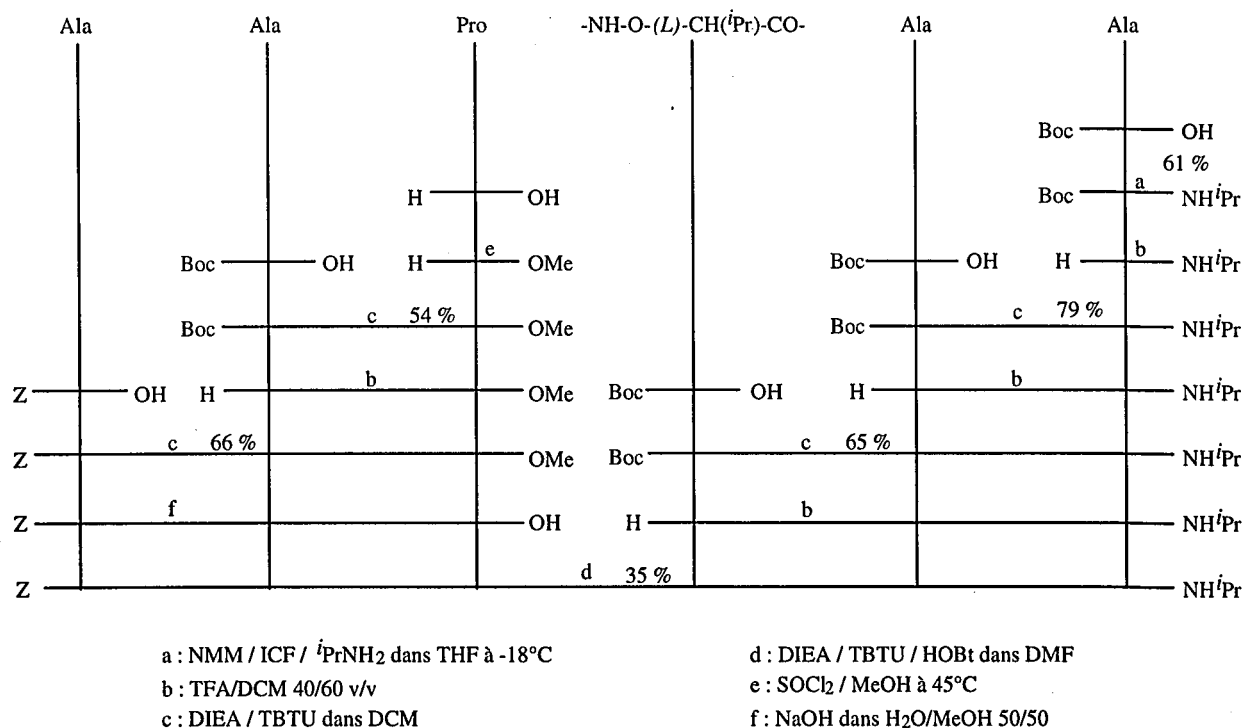 Ala Ala Pro -NH-O-(L)-CH(iPr)-CO- Ala Ala
Boc OH
61 %
H OH Boc a NHiPr
Boc OH H e OMe Boc OH H b NHiPr
Boc c 54 % OMe Boc c 79 % NHiPr
Z OH H b OMe Boc OH H b NHiPr
Z c 66 % OMe Boc c 65 % NHiPr
Z f OH H b NHiPr
Z d 35 % NHiPr
a : NMM / ICF / iPrNH2 dans THF à -18°C
b : TFA/DCM 40/60 v/v
c : DIEA / TBTU dans DCM
d : DIEA / TBTU / HOBt dans DMF
e : SOCl2 / MeOH à 45°C
f : NaOH dans H2O/MeOH 50/50